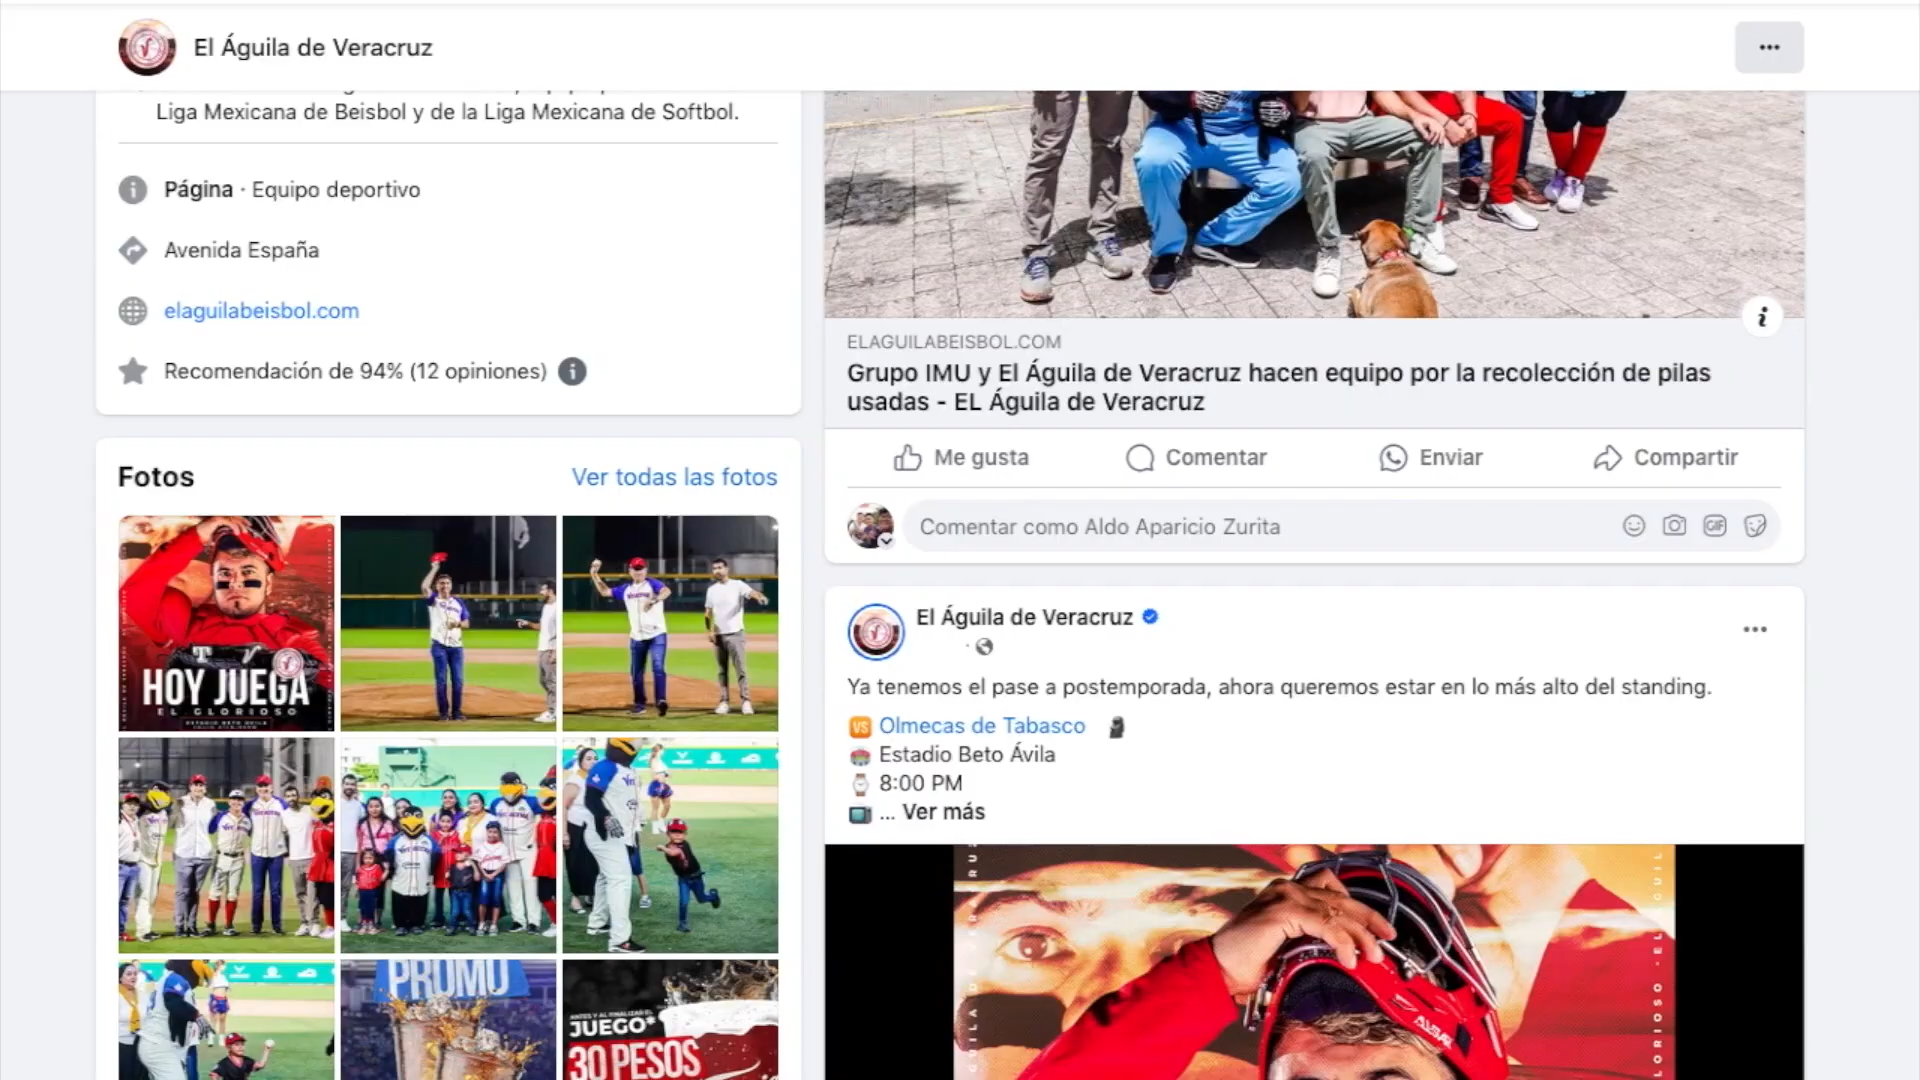 El Águila de Veracruz
Liga Mexicana de Beisbol y de la Liga Mexicana de Softbol.
Página · Equipo deportivo
Avenida España
elaguilabeisbol.com
Recomendación de 94% (12 opiniones)
Fotos
Ver todas las fotos
HOY JUEGA
EL GLORIOSO
PROMO
ANTES Y AL FINALIZAR EL
JUEGO*
30 PESOS
ELAGUILABEISBOL.COM
Grupo IMU y El Águila de Veracruz hacen equipo por la recolección de pilas
usadas - EL Águila de Veracruz
Me gusta
Comentar
Enviar
Compartir
Comentar como Aldo Aparicio Zurita
GIF
El Águila de Veracruz
Ya tenemos el pase a postemporada, ahora queremos estar en lo más alto del standing.
VS Olmecas de Tabasco
Estadio Beto Ávila
8:00 PM
... Ver más